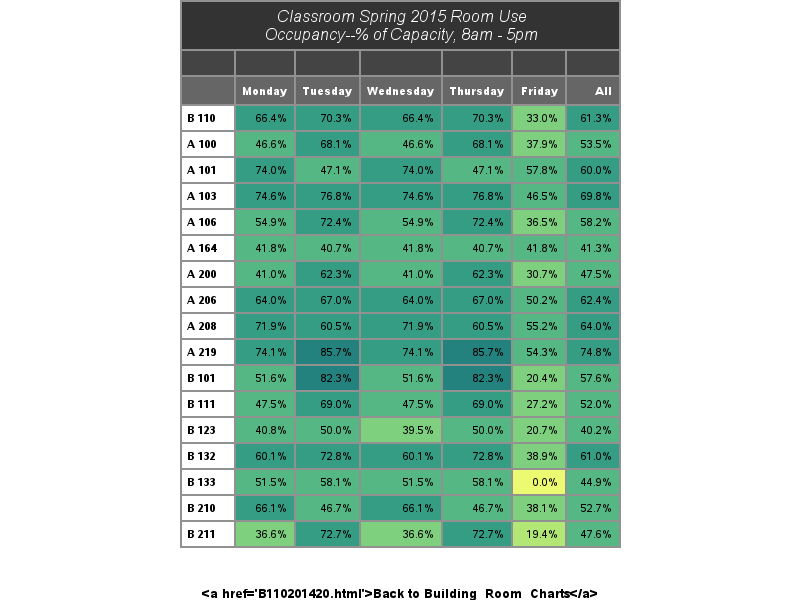 Classroom Spring 2015 Room Use
Occupancy--% of Capacity, 8am - 5pm
Monday Tuesday Wednesday Thursday Friday All
B 110 66.4% 70.3% 66.4% 70.3% 33.0% 61.3%
A 100 46.6% 68.1% 46.6% 68.1% 37.9% 53.5%
A 101 74.0% 47.1% 74.0% 47.1% 57.8% 60.0%
A 103 74.6% 76.8% 74.6% 76.8% 46.5% 69.8%
A 106 54.9% 72.4% 54.9% 72.4% 36.5% 58.2%
A 164 41.8% 40.7% 41.8% 40.7% 41.8% 41.3%
A 200 41.0% 62.3% 41.0% 62.3% 30.7% 47.5%
A 206 64.0% 67.0% 64.0% 67.0% 50.2% 62.4%
A 208 71.9% 60.5% 71.9% 60.5% 55.2% 64.0%
A 219 74.1% 85.7% 74.1% 85.7% 54.3% 74.8%
B 101 51.6% 82.3% 51.6% 82.3% 20.4% 57.6%
B 111 47.5% 69.0% 47.5% 69.0% 27.2% 52.0%
B 123 40.8% 50.0% 39.5% 50.0% 20.7% 40.2%
B 132 60.1% 72.8% 60.1% 72.8% 38.9% 61.0%
B 133 51.5% 58.1% 51.5% 58.1% 0.0% 44.9%
B 210 66.1% 46.7% 66.1% 46.7% 38.1% 52.7%
B 211 36.6% 72.7% 36.6% 72.7% 19.4% 47.6%
<a href='B110201420.html'>Back to Building_Room_Charts</a>